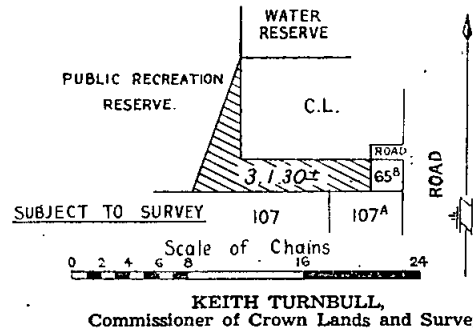 WATER
RESERVE
PUBLIC RECREATION
RESERVE.
C.L.
ROAD
3.1.30±
65ᴮ
ROAD
SUBJECT TO SURVEY
107
107ᴬ
Scale of Chains
0 2 4 6 8 16 24
KEITH TURNBULL,
Commissioner of Crown Lands and Surve